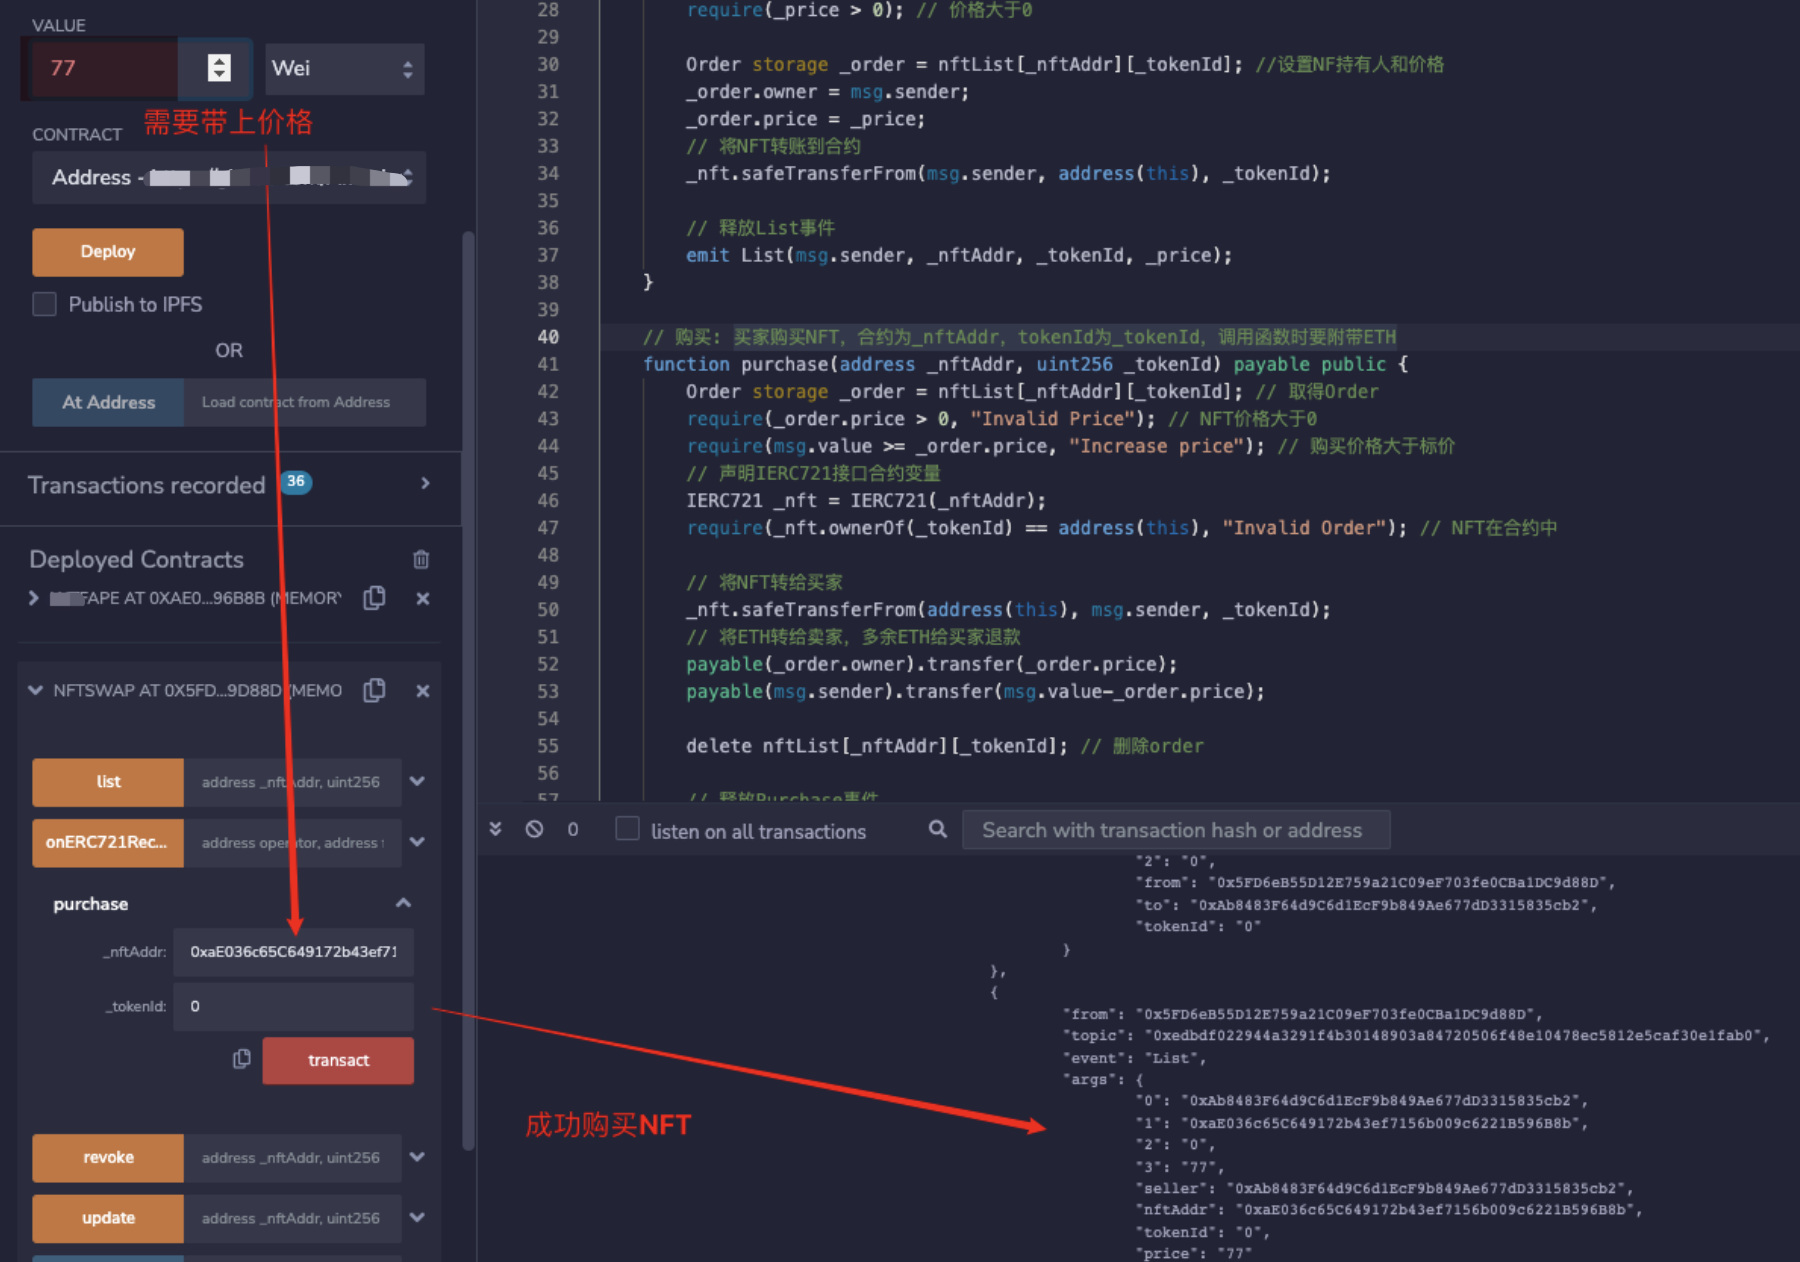 VALUE
77
Wei
需要带上价格
CONTRACT
Address -
Deploy
Publish to IPFS
OR
At Address
Load contract from Address
Transactions recorded 36
Deployed Contracts
FAPE AT 0XAE0...96B8B (MEMORY
NFTSWAP AT 0X5FD...9D88D (MEMO
list
address _nftAddr, uint256
onERC721Rec...
address operator, address
purchase
_nftAddr:
0xaE036c65C649172b43ef71
_tokenId:
0
transact
revoke
address _nftAddr, uint256
update
address _nftAddr, uint256
28 require(_price > 0); // 价格大于0
29
30 Order storage _order = nftList[_nftAddr][_tokenId]; //设置NF持有人和价格
31 _order.owner = msg.sender;
32 _order.price = _price;
33 // 将NFT转账到合约
34 _nft.safeTransferFrom(msg.sender, address(this), _tokenId);
35
36 // 释放List事件
37 emit List(msg.sender, _nftAddr, _tokenId, _price);
38 }
39
40 // 购买: 买家购买NFT，合约为_nftAddr，tokenId为_tokenId，调用函数时要附带ETH
41 function purchase(address _nftAddr, uint256 _tokenId) payable public {
42 Order storage _order = nftList[_nftAddr][_tokenId]; // 取得Order
43 require(_order.price > 0, "Invalid Price"); // NFT价格大于0
44 require(msg.value >= _order.price, "Increase price"); // 购买价格大于标价
45 // 声明IERC721接口合约变量
46 IERC721 _nft = IERC721(_nftAddr);
47 require(_nft.ownerOf(_tokenId) == address(this), "Invalid Order"); // NFT在合约中
48
49 // 将NFT转给买家
50 _nft.safeTransferFrom(address(this), msg.sender, _tokenId);
51 // 将ETH转给卖家，多余ETH给买家退款
52 payable(_order.owner).transfer(_order.price);
53 payable(msg.sender).transfer(msg.value-_order.price);
54
55 delete nftList[_nftAddr][_tokenId]; // 删除order
56
57 // 释放Purchase事件
0
listen on all transactions
Search with transaction hash or address
"2": "0",
"from": "0x5FD6eB55D12E759a21C09eF703fe0CBa1DC9d88D",
"to": "0xAb8483F64d9C6d1EcF9b849Ae677dD3315835cb2",
"tokenId": "0"
}
},
{
"from": "0x5FD6eB55D12E759a21C09eF703fe0CBa1DC9d88D",
"topic": "0xedbdf022944a3291f4b30148903a84720506f48e10478ec5812e5caf30e1fab0",
"event": "List",
"args": {
"0": "0xAb8483F64d9C6d1EcF9b849Ae677dD3315835cb2",
"1": "0xaE036c65C649172b43ef7156b009c6221B596B8b",
"2": "0",
"3": "77",
"seller": "0xAb8483F64d9C6d1EcF9b849Ae677dD3315835cb2",
"nftAddr": "0xaE036c65C649172b43ef7156b009c6221B596B8b",
"tokenId": "0",
"price": "77"
成功购买NFT